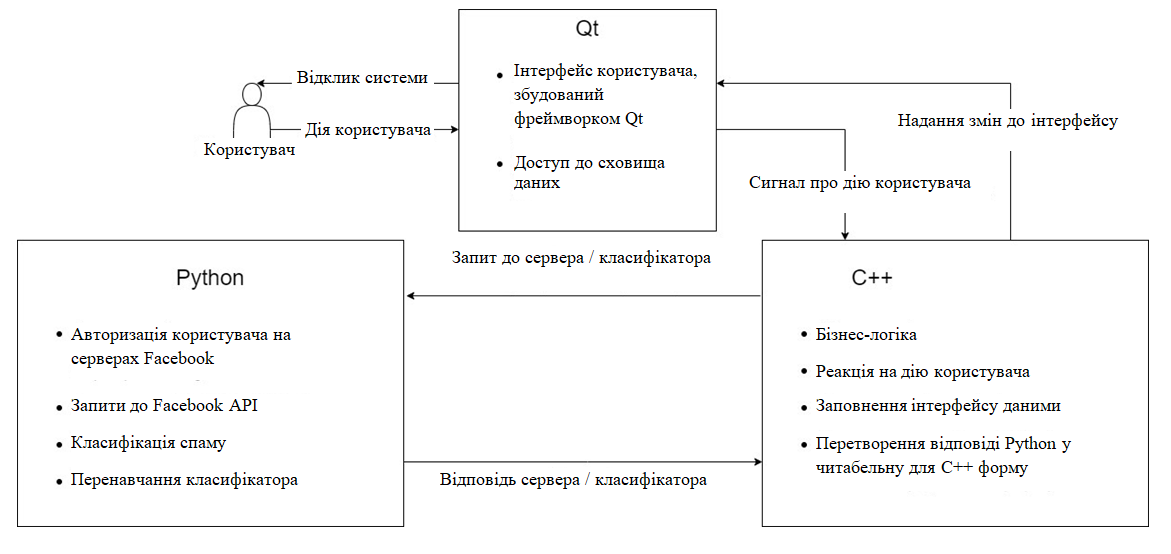 Qt
• Інтерфейс користувача,
збудований
фреймворком Qt
• Доступ до сховища
даних
Відклик системи
Дія користувача
Користувач
Надання змін до інтерфейсу
Сигнал про дію користувача
Запит до сервера / класифікатора
Python
• Авторизація користувача на
серверах Facebook
• Запити до Facebook API
• Класифікація спаму
• Перенавчання класифікатора
C++
• Бізнес-логіка
• Реакція на дію користувача
• Заповнення інтерфейсу даними
• Перетворення відповіді Python у
читабельну для C++ форму
Відповідь сервера / класифікатора